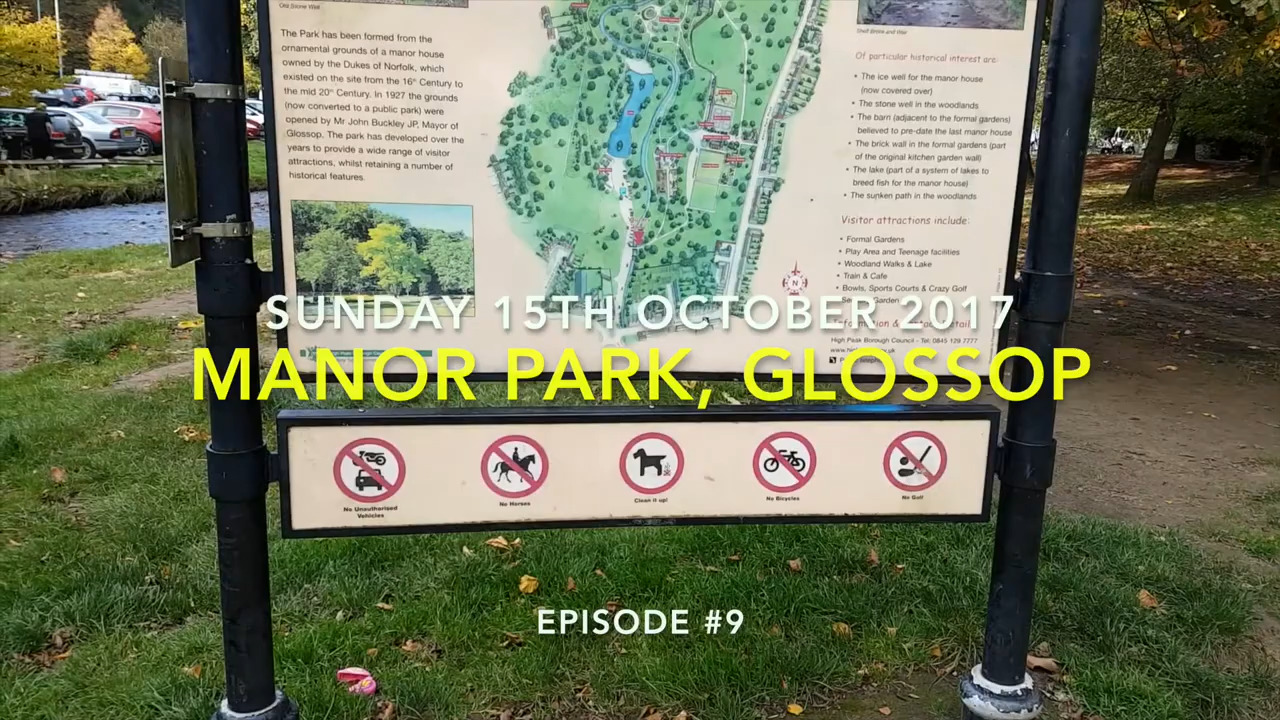 Old Stone Wall
The Park has been formed from the
ornamental grounds of a manor house
owned by the Dukes of Norfolk, which
existed on the site from the 16th Century to
the mid 20th Century. In 1927 the grounds
(now converted to a public park) were
opened by Mr John Buckley JP, Mayor of
Glossop. The park has developed over the
years to provide a wide range of visitor
attractions, whilst retaining a number of
historical features.
Shelf Brook and Weir
Of particular historical interest are:
• The ice well for the manor house
(now covered over)
• The stone well in the woodlands
• The barn (adjacent to the formal gardens)
believed to pre-date the last manor house
• The brick wall in the formal gardens (part
of the original kitchen garden wall)
• The lake (part of a system of lakes to
breed fish for the manor house)
• The sunken path in the woodlands
Visitor attractions include:
• Formal Gardens
• Play Area and Teenage facilities
• Woodland Walks & Lake
• Train & Cafe
• Bowls, Sports Courts & Crazy Golf
Garden
N
High Peak Borough Council - Tel: 0845 129 7777
SUNDAY 15TH OCTOBER 2017
MANOR PARK, GLOSSOP
No Unauthorized
Vehicles
No Horses
Clean it up!
No Bicycles
No Golf
EPISODE #9